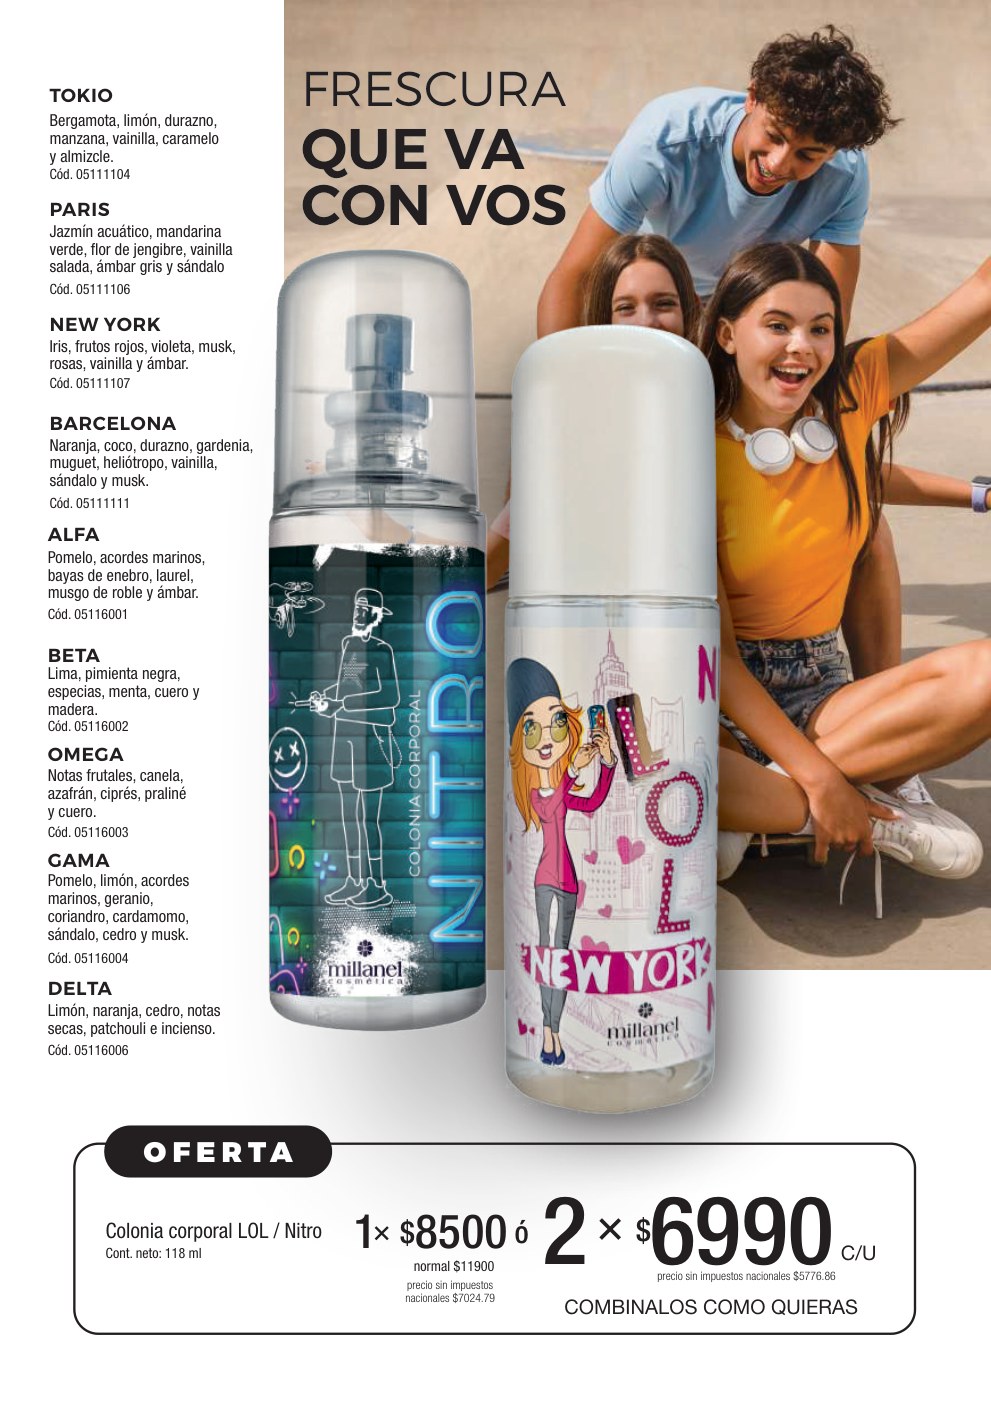 TOKIO
Bergamota, limón, durazno,
manzana, vainilla, caramelo
y almizcle.
Cód. 05111104
PARIS
Jazmín acuático, mandarina
verde, flor de jengibre, vainilla
salada, ámbar gris y sándalo
Cód. 05111106
NEW YORK
Iris, frutos rojos, violeta, musk,
rosas, vainilla y ámbar.
Cód. 05111107
BARCELONA
Naranja, coco, durazno, gardenia,
muguet, heliótropo, vainilla,
sándalo y musk.
Cód. 05111111
ALFA
Pomelo, acordes marinos,
bayas de enebro, laurel,
musgo de roble y ámbar.
Cód. 05116001
BETA
Lima, pimienta negra,
especias, menta, cuero y
madera.
Cód. 05116002
OMEGA
Notas frutales, canela,
azafrán, ciprés, praliné
y cuero.
Cód. 05116003
GAMA
Pomelo, limón, acordes
marinos, geranio,
coriandro, cardamomo,
sándalo, cedro y musk.
Cód. 05116004
DELTA
Limón, naranja, cedro, notas
secas, patchouli e incienso.
Cód. 05116006
FRESCURA
QUE VA
CON VOS
COLONIA CORPORAL
NITRO
millanel
cosmética
LOL
NEW YORK
millanel
cosmética
OFERTA
Colonia corporal LOL / Nitro
Cont. neto: 118 ml
1× $8500 ó
normal $11900
precio sin impuestos
nacionales $7024.79
2 × $6990 C/U
precio sin impuestos nacionales $5776.86
COMBINALOS COMO QUIERAS